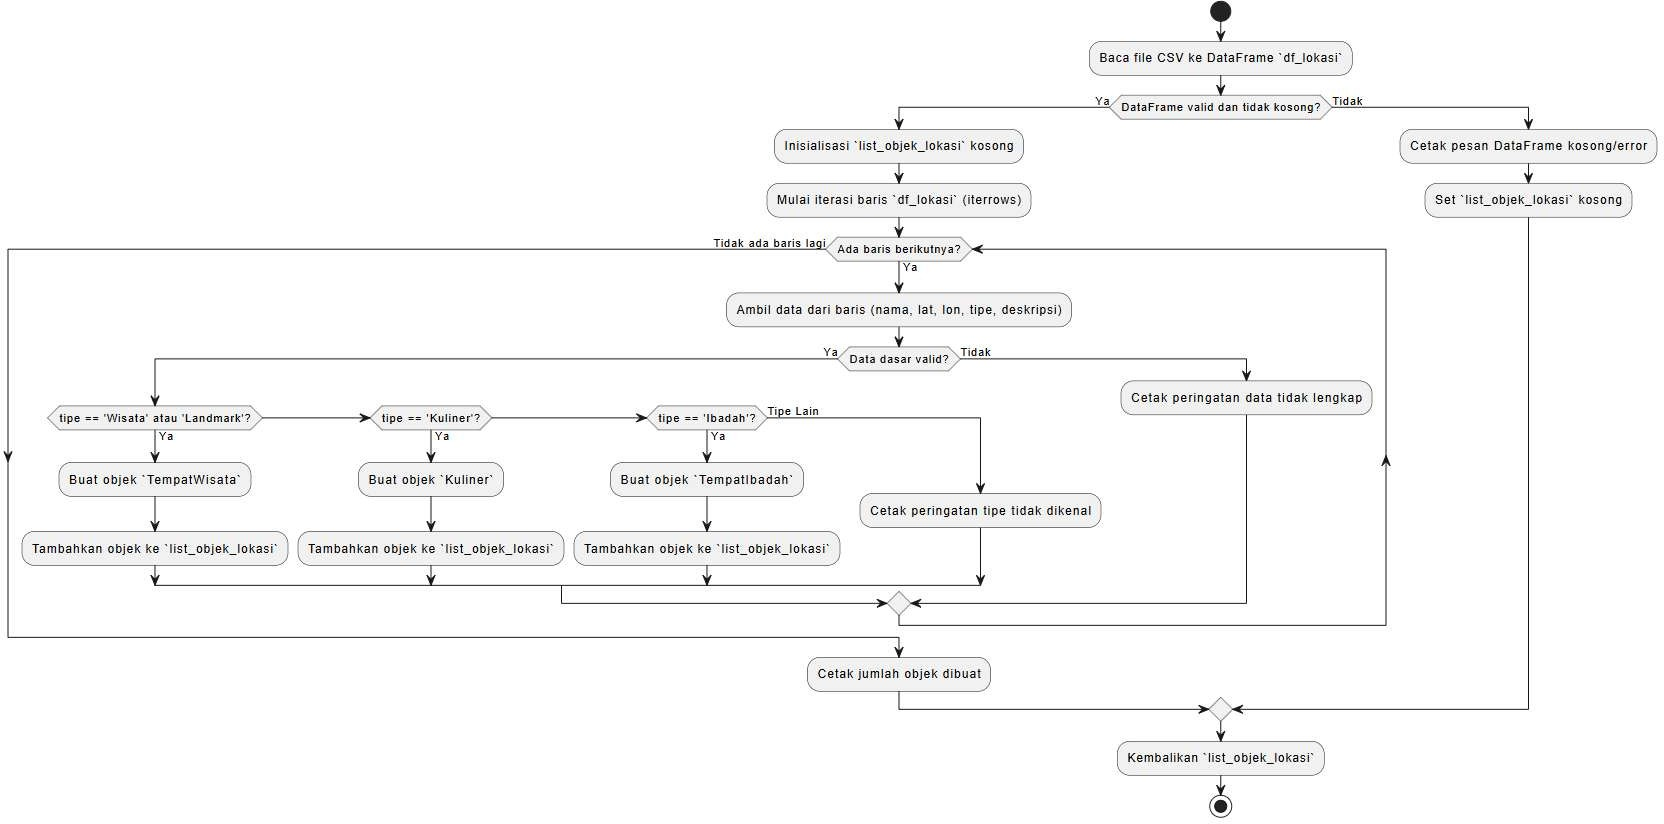 Baca file CSV ke DataFrame `df_lokasi`
Ya
DataFrame valid dan tidak kosong?
Tidak
Inisialisasi `list_objek_lokasi` kosong
Cetak pesan DataFrame kosong/error
Mulai iterasi baris `df_lokasi` (iterrows)
Set `list_objek_lokasi` kosong
Tidak ada baris lagi
Ada baris berikutnya?
Ya
Ambil data dari baris (nama, lat, lon, tipe, deskripsi)
Ya
Data dasar valid?
Tidak
Cetak peringatan data tidak lengkap
tipe == 'Wisata' atau 'Landmark'?
tipe == 'Kuliner'?
tipe == 'Ibadah'?
Tipe Lain
Ya
Ya
Ya
Buat objek `TempatWisata`
Buat objek `Kuliner`
Buat objek `TempatIbadah`
Cetak peringatan tipe tidak dikenal
Tambahkan objek ke `list_objek_lokasi`
Tambahkan objek ke `list_objek_lokasi`
Tambahkan objek ke `list_objek_lokasi`
Cetak jumlah objek dibuat
Kembalikan `list_objek_lokasi`